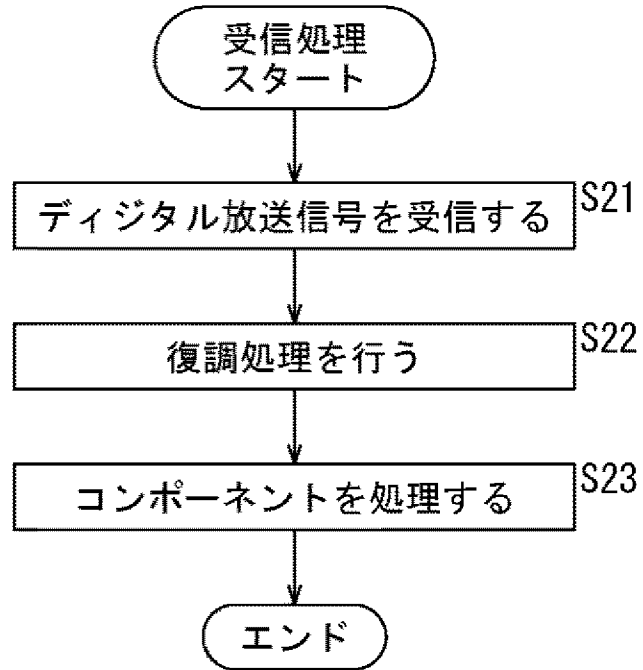 受信処理
スタート
ディジタル放送信号を受信する
S21
復調処理を行う
S22
コンポーネントを処理する
S23
エンド